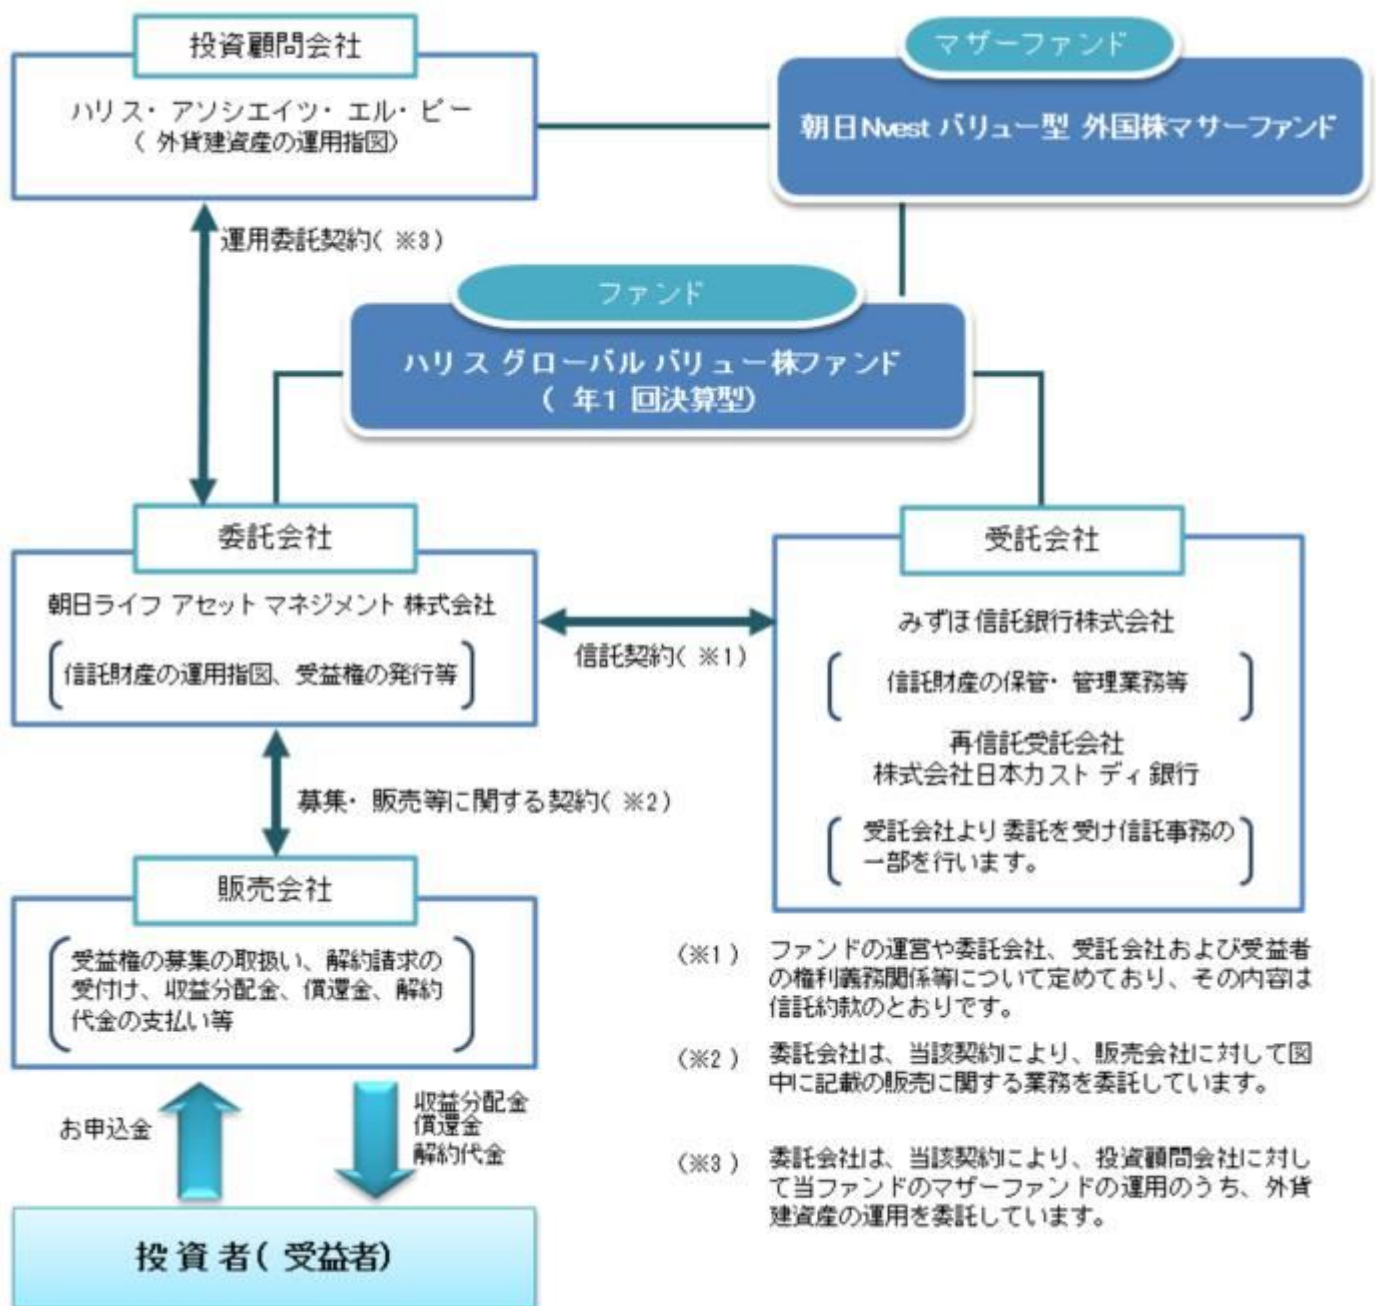 投資顧問会社
ハリス・アソシエイツ・エル・ピー
(外貨建資産の運用指図)
マザーファンド
朝日Nvest バリュー型 外国株マサーファンド
運用委託契約(※3)
ファンド
ハリス グローバル バリュー株ファンド
(年1回決算型)
委託会社
朝日ライフ アセット マネジメント 株式会社
信託財産の運用指図、受益権の発行等
信託契約(※1)
受託会社
みずほ信託銀行株式会社
信託財産の保管・管理業務等
再信託受託会社
株式会社日本カストディ銀行
受託会社より委託を受け信託事務の
一部を行います。
募集・販売等に関する契約(※2)
販売会社
受益権の募集の取扱い、解約請求の
受付け、収益分配金、償還金、解約
代金の支払い等
お申込金
収益分配金
償還金
解約代金
投資者(受益者)
(※1) ファンドの運営や委託会社、受託会社および受益者
の権利義務関係等について定めており、その内容は
信託約款のとおりです。
(※2) 委託会社は、当該契約により、販売会社に対して図
中に記載の販売に関する業務を委託しています。
(※3) 委託会社は、当該契約により、投資顧問会社に対し
て当ファンドのマザーファンドの運用のうち、外貨
建資産の運用を委託しています。